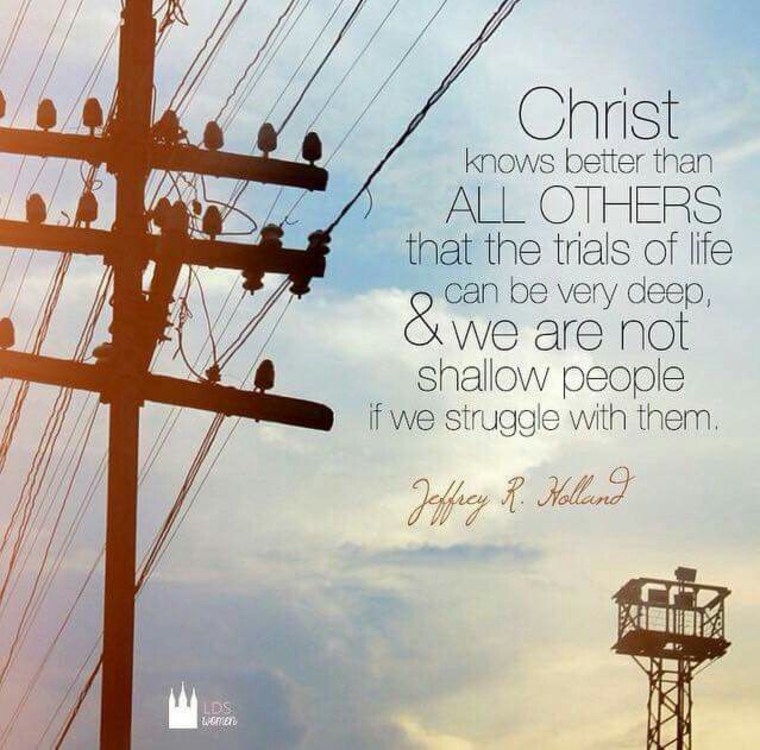 Christ
knows better than
ALL OTHERS
that the trials of life
can be very deep,
& we are not
shallow people
if we struggle with them.
Jeffrey R. Holland
LDS
women